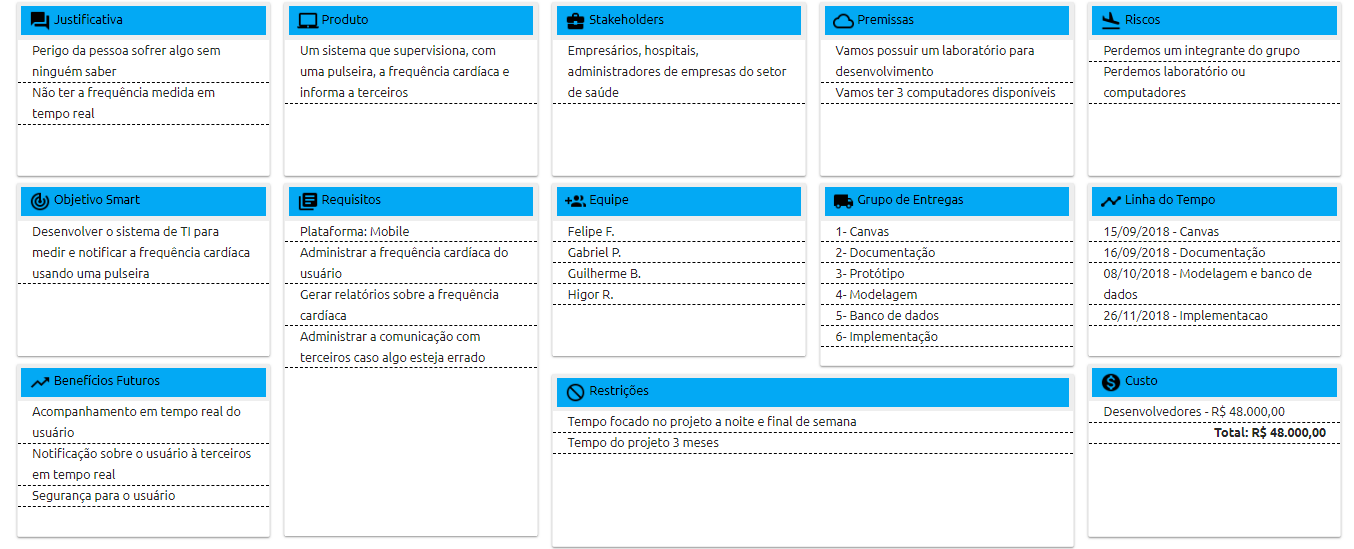 Justificativa
Perigo da pessoa sofrer algo sem
ninguém saber
Não ter a frequência medida em
tempo real
Produto
Um sistema que supervisiona, com
uma pulseira, a frequência cardíaca e
informa a terceiros
Stakeholders
Empresários, hospitais,
administradores de empresas do setor
de saúde
Premissas
Vamos possuir um laboratório para
desenvolvimento
Vamos ter 3 computadores disponíveis
Riscos
Perdemos um integrante do grupo
Perdemos laboratório ou
computadores
Objetivo Smart
Desenvolver o sistema de TI para
medir e notificar a frequência cardíaca
usando uma pulseira
Requisitos
Plataforma: Mobile
Administrar a frequência cardíaca do
usuário
Gerar relatórios sobre a frequência
cardíaca
Administrar a comunicação com
terceiros caso algo esteja errado
Equipe
Felipe F.
Gabriel P.
Guilherme B.
Higor R.
Grupo de Entregas
1- Canvas
2- Documentação
3- Protótipo
4- Modelagem
5- Banco de dados
6- Implementação
Linha do Tempo
15/09/2018 - Canvas
16/09/2018 - Documentação
08/10/2018 - Modelagem e banco de
dados
26/11/2018 - Implementacao
Benefícios Futuros
Acompanhamento em tempo real do
usuário
Notificação sobre o usuário à terceiros
em tempo real
Segurança para o usuário
Restrições
Tempo focado no projeto a noite e final de semana
Tempo do projeto 3 meses
Custo
Desenvolvedores - R$ 48.000,00
Total: R$ 48.000,00